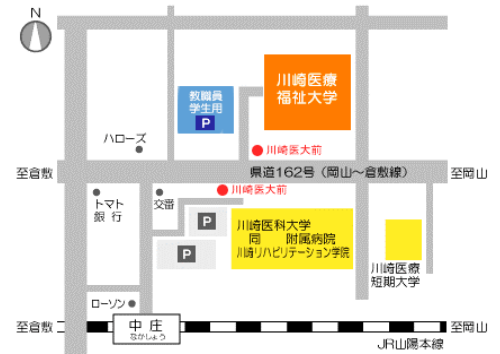 N
川崎医療
福祉大学
教職員
学生用
P
ハローズ
川崎医大前
至倉敷
県道162号（岡山～倉敷線）
至岡山
トマト
銀行
交番
川崎医大前
P
P
川崎医科大学
同 附属病院
川崎リハビリテーション学院
川崎医療
短期大学
ローソン
中庄
なかしょう
至倉敷
至岡山
JR山陽本線